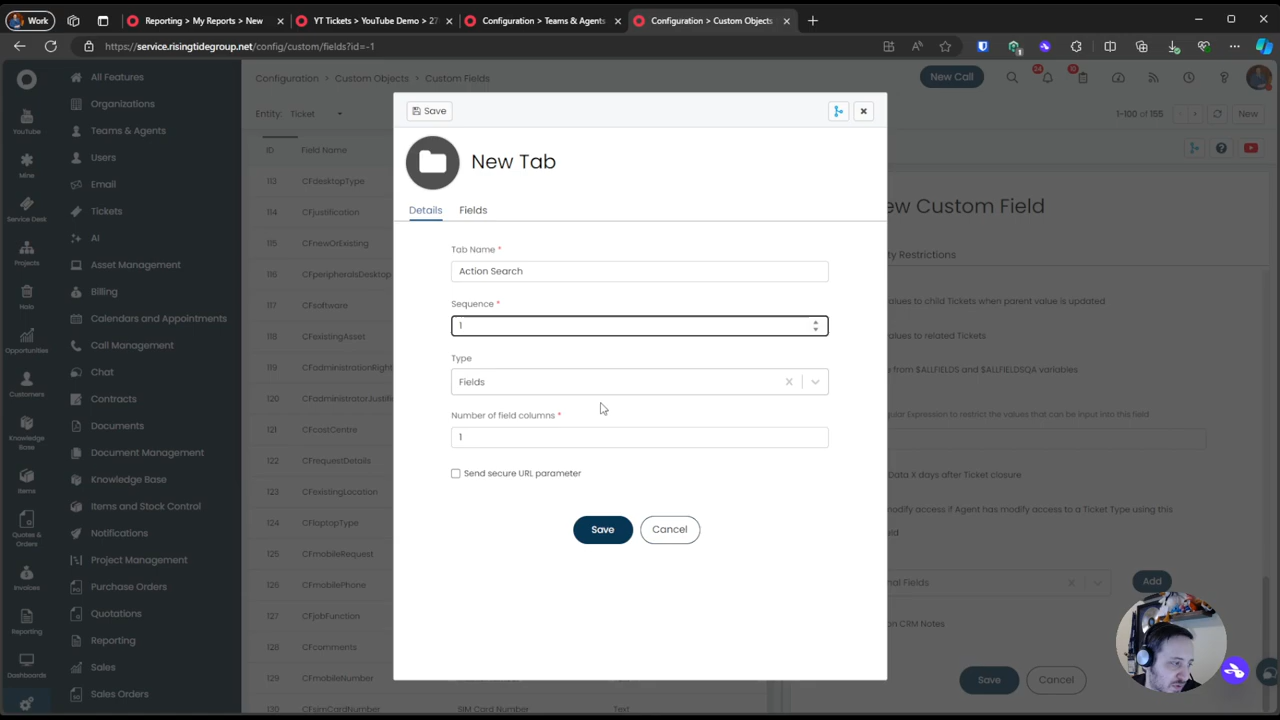 Work
Reporting > My Reports > New
YT Tickets > YouTube Demo > 27
Configuration > Teams & Agents
Configuration > Custom Objects
https://service.risingtidegroup.net/config/custom/fields?id=-1
YouTube
Mine
Service Desk
Projects
Halo
Opportunities
Customers
Knowledge Base
Items
Quotes & Orders
Invoices
Reporting
Dashboards
All Features
Organizations
Teams & Agents
Users
Email
Tickets
AI
Asset Management
Billing
Calendars and Appointments
Call Management
Chat
Contracts
Documents
Document Management
Knowledge Base
Items and Stock Control
Notifications
Project Management
Purchase Orders
Quotations
Reporting
Sales
Sales Orders
Configuration > Custom Objects > Custom Fields
New Call
Entity: Ticket
1-100 of 155
New
ID Field Name
113 CFdesktopType
114 CFjustification
115 CFnewOrExisting
116 CFperipheralsDesktop
117 CFsoftware
118 CFexistingAsset
119 CFadministrationRight
120 CFadministratorJustifi
121 CFcostCentre
122 CFrequestDetails
123 CFexistingLocation
124 CFlaptopType
125 CFmobileRequest
126 CFmobilePhone
127 CFjobFunction
128 CFcomments
129 CFmobileNumber
130 CFsimCardNumber SIM Card Number Text
Save
New Tab
Details Fields
Tab Name *
Action Search
Sequence *
1
Type
Fields
Number of field columns *
1
Send secure URL parameter
Save
Cancel
ew Custom Field
ty Restrictions
alues to child Tickets when parent value is updated
alues to related Tickets
e from $ALLFIELDS and $ALLFIELDSQA variables
gular Expression to restrict the values that can be input into this field
Data X days after Ticket closure
modify access if Agent has modify access to a Ticket Type using this
ld
nal Fields
Add
on CRM Notes
Save
Cancel